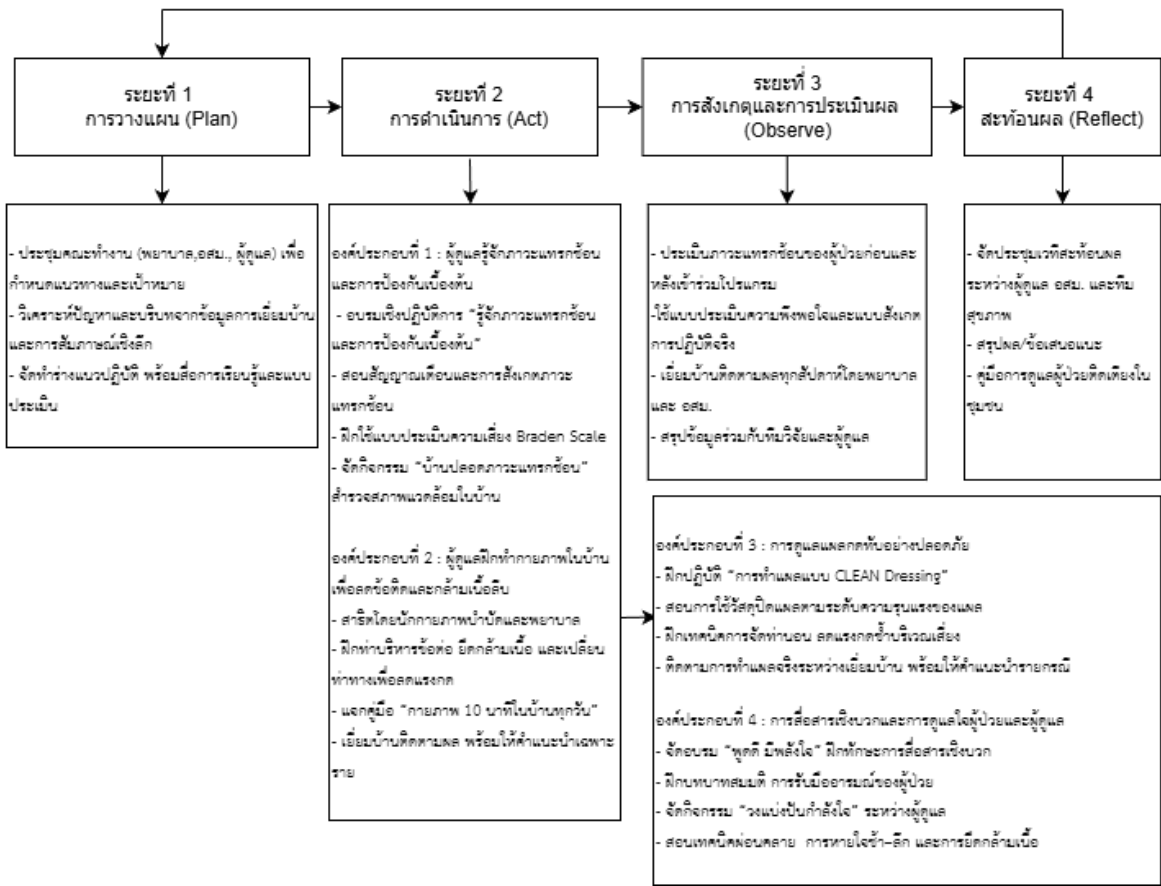 ระยะที่ 1
การวางแผน (Plan)
ระยะที่ 2
การดำเนินการ (Act)
ระยะที่ 3
การสังเกตุและการประเมินผล
(Observe)
ระยะที่ 4
สะท้อนผล (Reflect)
- ประชุมคณะทำงาน (พยาบาล,อสม., ผู้ดูแล) เพื่อ
กำหนดแนวทางและเป้าหมาย
- วิเคราะห์ปัญหาและบริบทจากข้อมูลการเยี่ยมบ้าน
และการสัมภาษณ์เชิงลึก
- จัดทำร่างแนวปฏิบัติ พร้อมสื่อการเรียนรู้และแบบ
ประเมิน
องค์ประกอบที่ 1 : ผู้ดูแลรู้จักภาวะแทรกซ้อน
และการป้องกันเบื้องต้น
- อบรมเชิงปฏิบัติการ “รู้จักภาวะแทรกซ้อน
และการป้องกันเบื้องต้น”
- สอนสัญญาณเตือนและการสังเกตภาวะ
แทรกซ้อน
- ฝึกใช้แบบประเมินความเสี่ยง Braden Scale
- จัดกิจกรรม “บ้านปลอดภาวะแทรกซ้อน”
สำรวจสภาพแวดล้อมในบ้าน
องค์ประกอบที่ 2 : ผู้ดูแลฝึกทำกายภาพในบ้าน
เพื่อลดข้อติดและกล้ามเนื้อลีบ
- สาธิตโดยนักกายภาพบำบัดและพยาบาล
- ฝึกท่าบริหารข้อต่อ ยืดกล้ามเนื้อ และเปลี่ยน
ท่าทางเพื่อลดแรงกด
- แจกคู่มือ “กายภาพ 10 นาทีในบ้านทุกวัน”
- เยี่ยมบ้านติดตามผล พร้อมให้คำแนะนำเฉพาะ
ราย
- ประเมินภาวะแทรกซ้อนของผู้ป่วยก่อนและ
หลังเข้าร่วมโปรแกรม
-ใช้แบบประเมินความพึงพอใจและแบบสังเกต
การปฏิบัติจริง
- เยี่ยมบ้านติดตามผลทุกสัปดาห์โดยพยาบาล
และ อสม.
- สรุปข้อมูลร่วมกับทีมวิจัยและผู้ดูแล
- จัดประชุมเวทีสะท้อนผล
ระหว่างผู้ดูแล อสม. และทีม
สุขภาพ
- สรุปผล/ข้อเสนอแนะ
- คู่มือการดูแลผู้ป่วยติดเตียงใน
ชุมชน
องค์ประกอบที่ 3 : การดูแลแผลกดทับอย่างปลอดภัย
- ฝึกปฏิบัติ “การทำแผลแบบ CLEAN Dressing”
- สอนการใช้วัสดุปิดแผลตามระดับความรุนแรงของแผล
- ฝึกเทคนิคการจัดท่านอน ลดแรงกดซ้ำบริเวณเสี่ยง
- ติดตามการทำแผลจริงระหว่างเยี่ยมบ้าน พร้อมให้คำแนะนำรายกรณี
องค์ประกอบที่ 4 : การสื่อสารเชิงบวกและการดูแลใจผู้ป่วยและผู้ดูแล
- จัดอบรม “พูดดี มีพลังใจ” ฝึกทักษะการสื่อสารเชิงบวก
- ฝึกบทบาทสมมติ การรับมืออารมณ์ของผู้ป่วย
- จัดกิจกรรม “วงแบ่งปันกำลังใจ” ระหว่างผู้ดูแล
- สอนเทคนิคผ่อนคลาย การหายใจช้า–ลึก และการยืดกล้ามเนื้อ